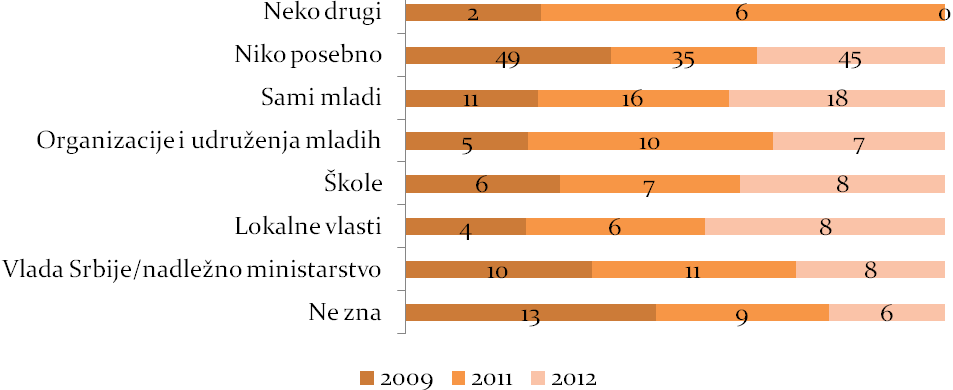 Neko drugi 2 6 0
Niko posebno 49 35 45
Sami mladi 11 16 18
Organizacije i udruženja mladih 5 10 7
Škole 6 7 8
Lokalne vlasti 4 6 8
Vlada Srbije/nadležno ministarstvo 10 11 8
Ne zna 13 9 6
2009 2011 2012